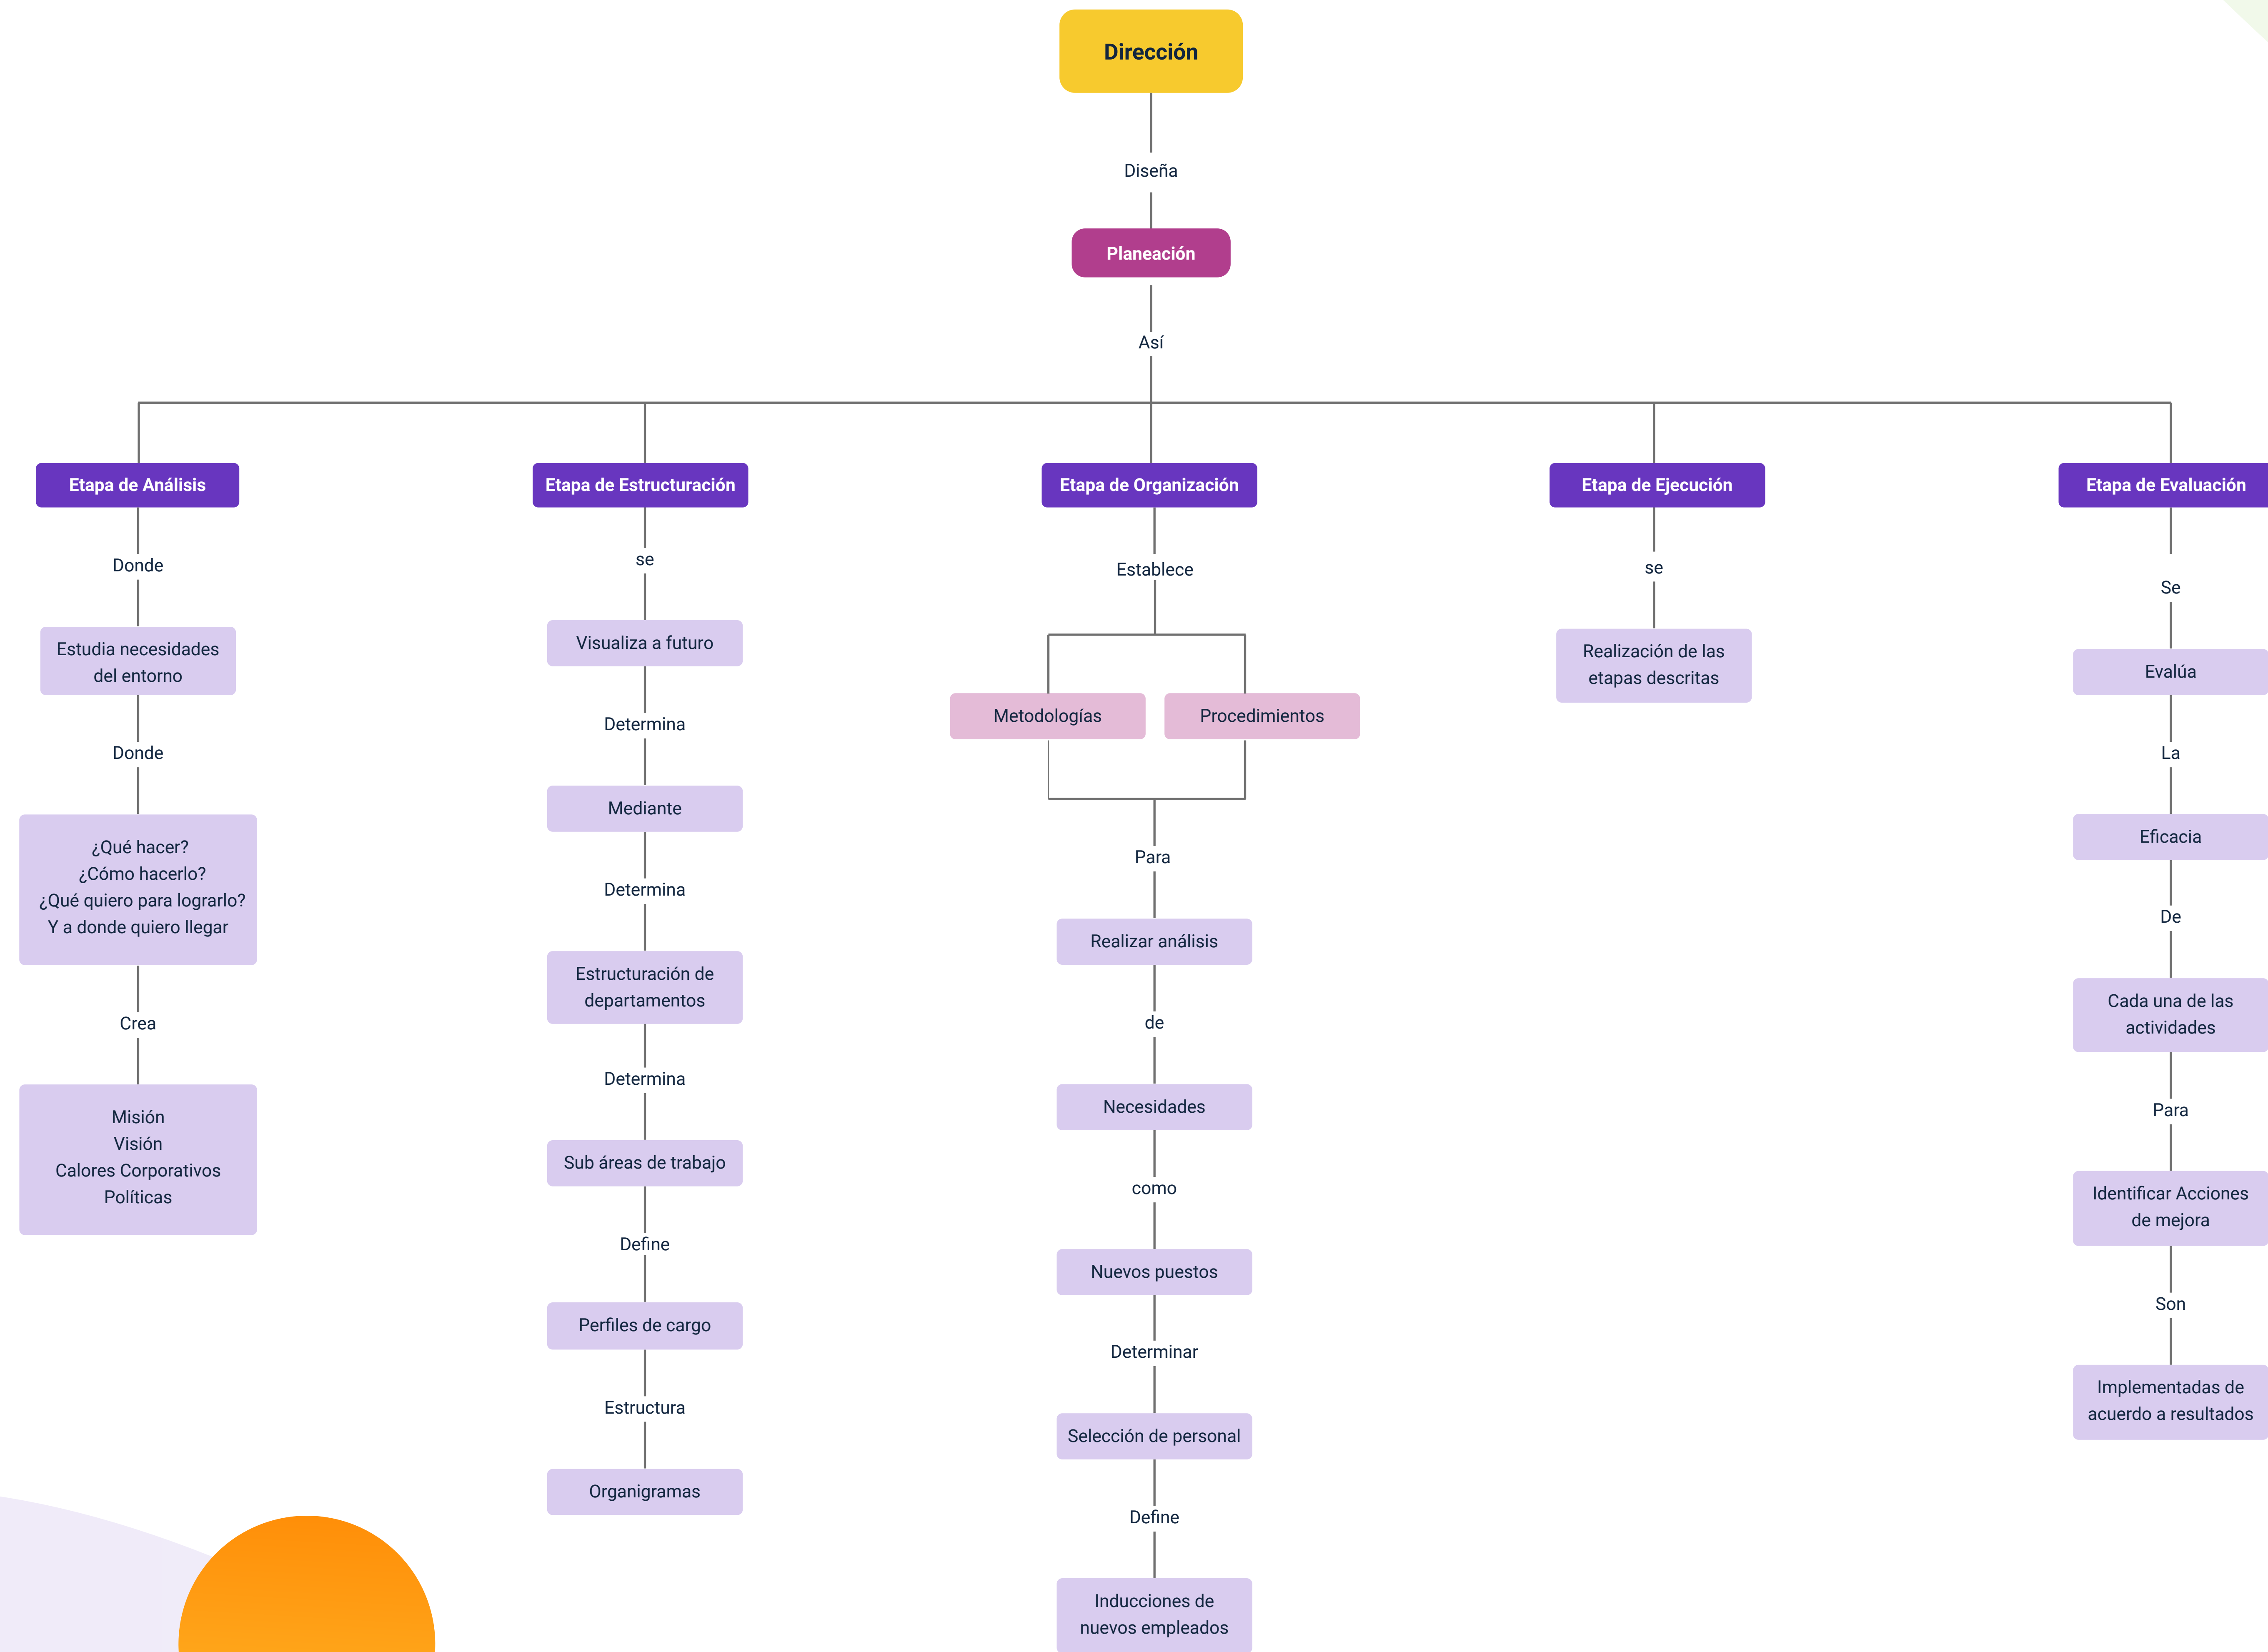 Dirección
Diseña
Planeación
Así
Etapa de Análisis
Donde
Estudia necesidades
del entorno
Donde
¿Qué hacer?
¿Cómo hacerlo?
¿Qué quiero para lograrlo?
Y a donde quiero llegar
Crea
Misión
Visión
Calores Corporativos
Políticas
Etapa de Estructuración
se
Visualiza a futuro
Determina
Mediante
Determina
Estructuración de
departamentos
Determina
Sub áreas de trabajo
Define
Perfiles de cargo
Estructura
Organigramas
Etapa de Organización
Establece
Metodologías
Procedimientos
Para
Realizar análisis
de
Necesidades
como
Nuevos puestos
Determinar
Selección de personal
Define
Inducciones de
nuevos empleados
Etapa de Ejecución
se
Realización de las
etapas descritas
Etapa de Evaluación
Se
Evalúa
La
Eficacia
De
Cada una de las
actividades
Para
Identificar Acciones
de mejora
Son
Implementadas de
acuerdo a resultados